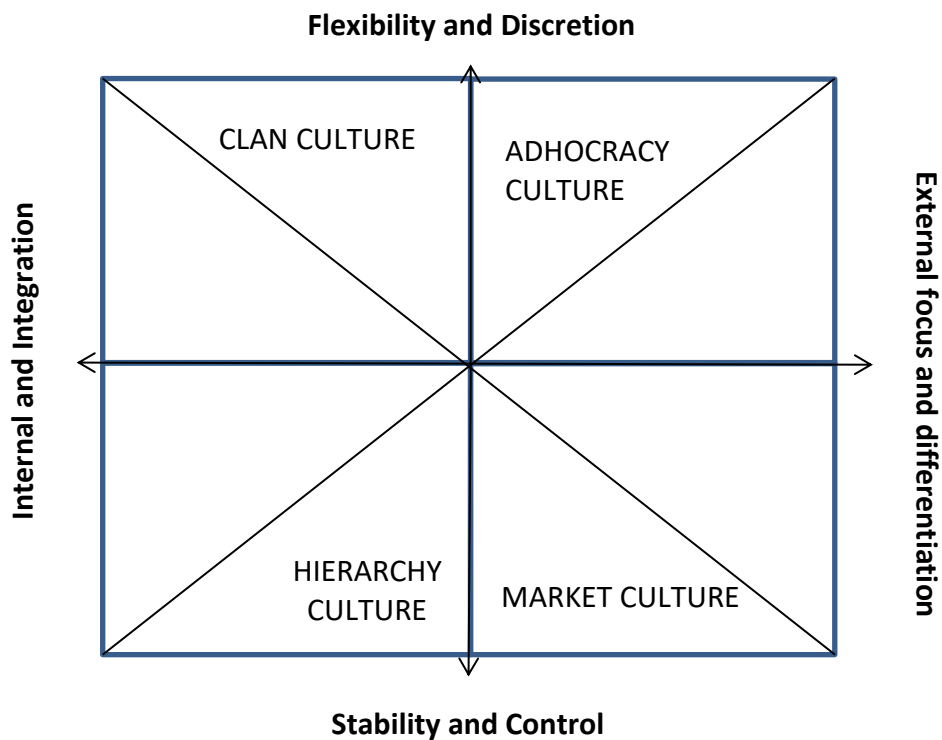 Flexibility and Discretion
CLAN CULTURE
ADHOCRACY
CULTURE
Internal and Integration
External focus and differentiation
HIERARCHY
CULTURE
MARKET CULTURE
Stability and Control